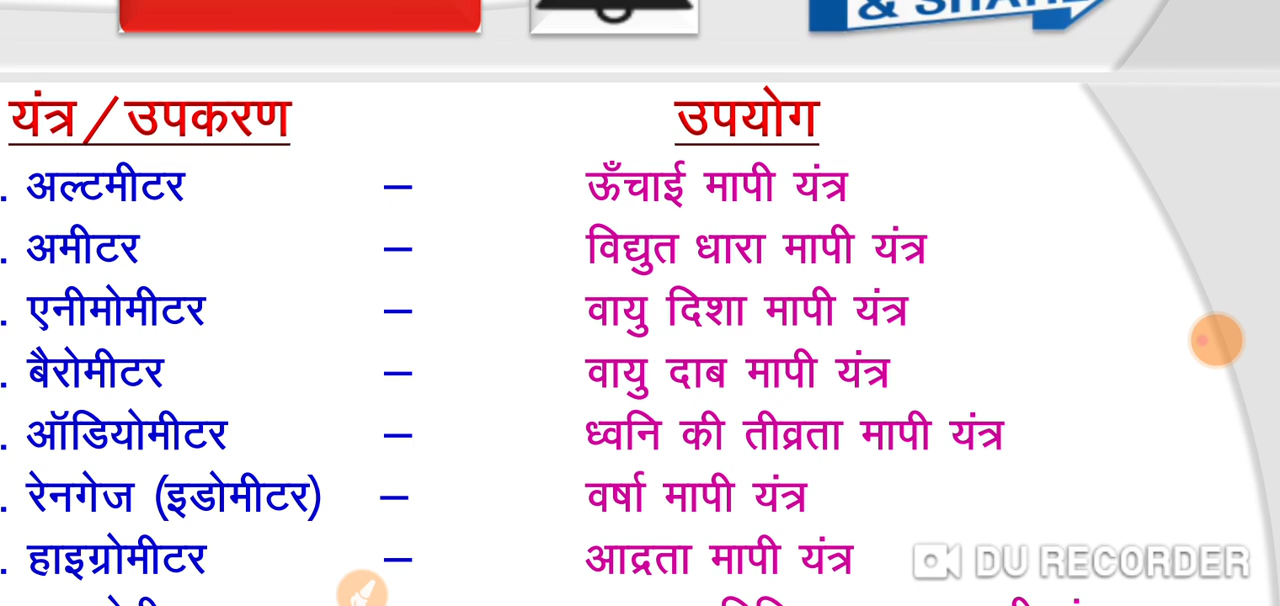 & SHARE
यंत्र/उपकरण उपयोग
. अल्टमीटर – ऊँचाई मापी यंत्र
. अमीटर – विद्युत धारा मापी यंत्र
. एनीमोमीटर – वायु दिशा मापी यंत्र
. बैरोमीटर – वायु दाब मापी यंत्र
. ऑडियोमीटर – ध्वनि की तीव्रता मापी यंत्र
. रेनगेज (इडोमीटर) – वर्षा मापी यंत्र
. हाइग्रोमीटर – आद्रता मापी यंत्र
DU RECORDER